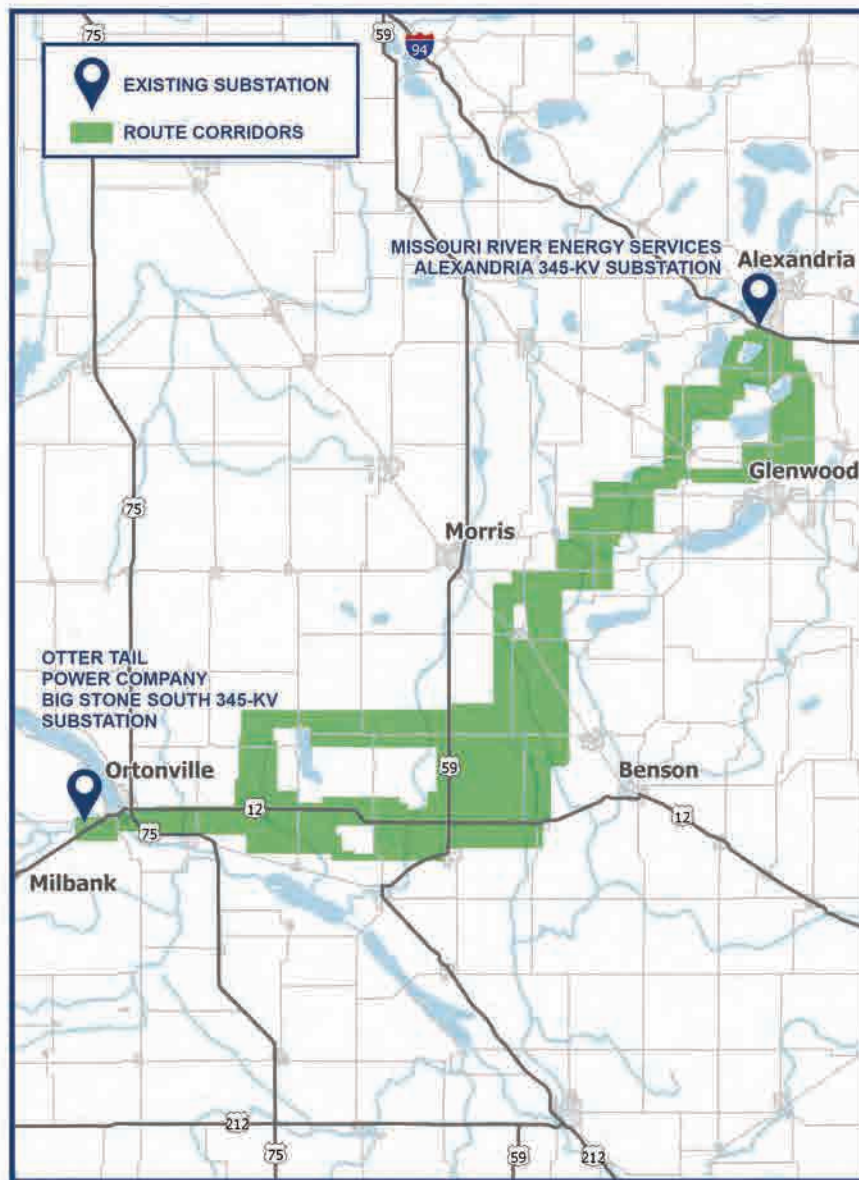 75
59
94
EXISTING SUBSTATION
ROUTE CORRIDORS
MISSOURI RIVER ENERGY SERVICES
ALEXANDRIA 345-KV SUBSTATION
Alexandria
75
Glenwood
Morris
OTTER TAIL
POWER COMPANY
BIG STONE SOUTH 345-KV
SUBSTATION
Ortonville
59
Benson
12
75
12
Milbank
212
75
59
212